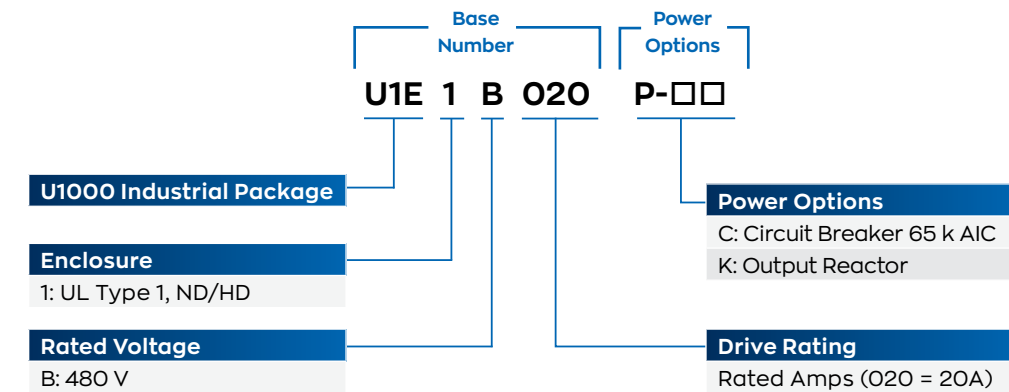 Base Number
Power Options
U1E 1 B 020 P-□□
U1000 Industrial Package
Enclosure
1: UL Type 1, ND/HD
Rated Voltage
B: 480 V
Power Options
C: Circuit Breaker 65 k AIC
K: Output Reactor
Drive Rating
Rated Amps (020 = 20A)